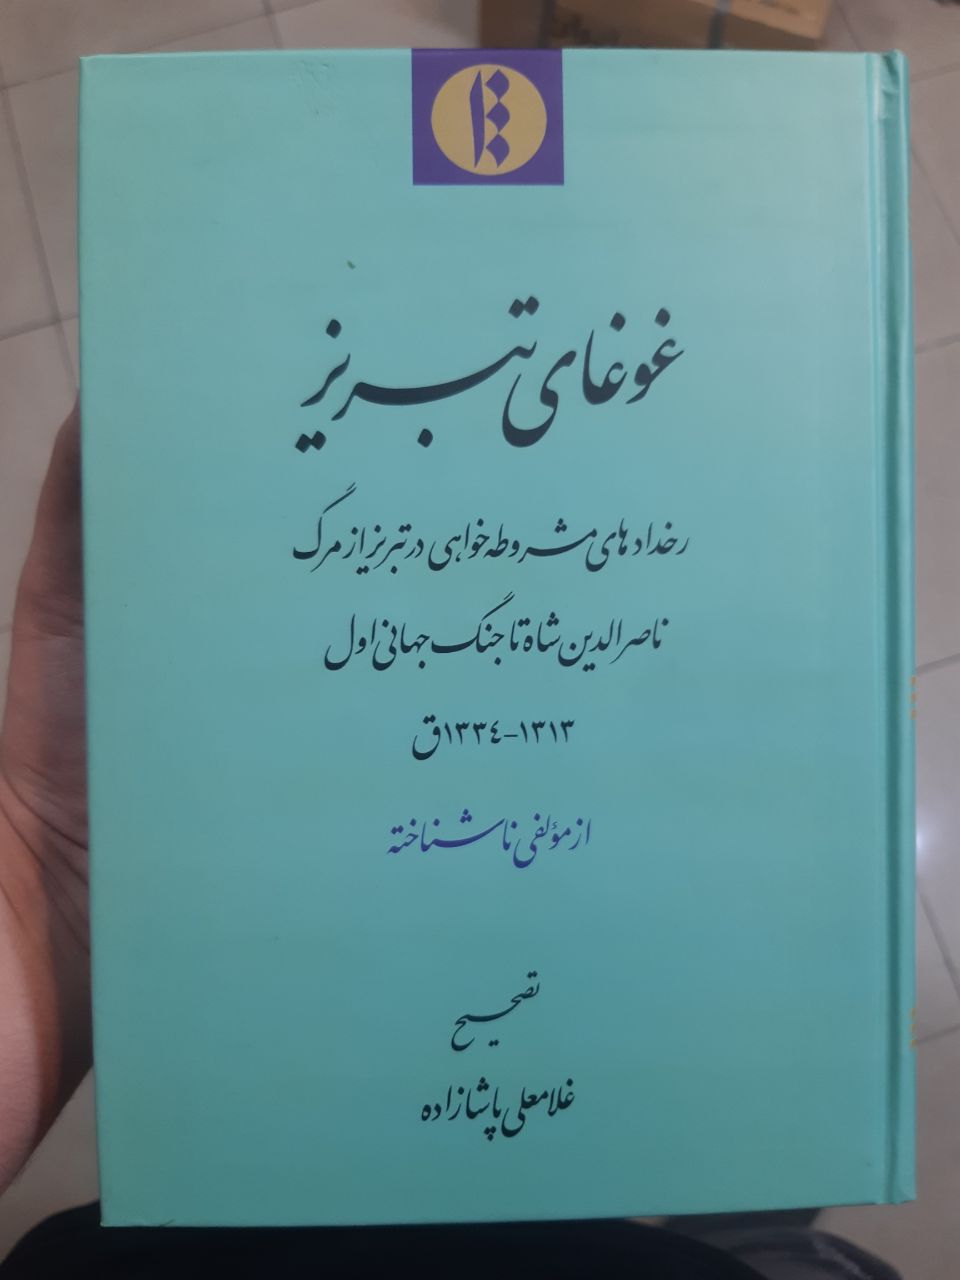 غوغای تبریز
رخدادهای مشروطه‌خواهی در تبریز از مرگ
ناصرالدین شاه تا جنگ جهانی اول
۱۳۱۳-۱۳۳٤ق
از مؤلفی ناشناخته
تصحیح
غلامعلی پاشازاده